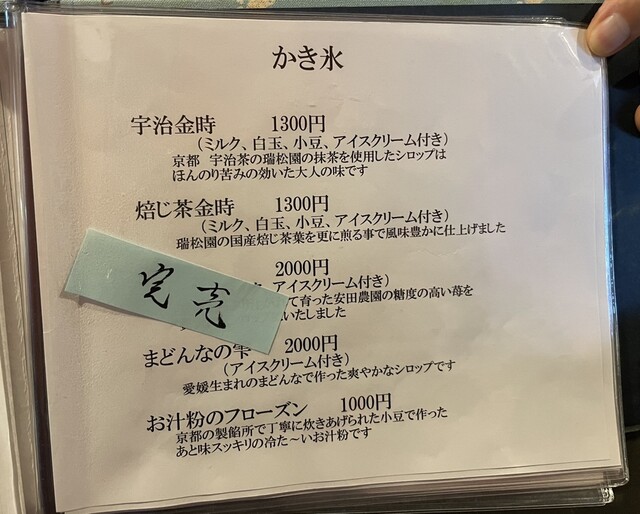 かき氷
宇治金時 1300円
（ミルク、白玉、小豆、アイスクリーム付き）
京都 宇治茶の瑞松園の抹茶を使用したシロップは
ほんのり苦みの効いた大人の味です
焙じ茶金時 1300円
（ミルク、白玉、小豆、アイスクリーム付き）
瑞松園の国産焙じ茶葉を更に煎る事で風味豊かに仕上げました
2000円
アイスクリーム付き）
て育った安田農園の糖度の高い苺を
いたしました
完売
まどんなの雫 2000円
（アイスクリーム付き）
愛媛生まれのまどんなで作った爽やかなシロップです
お汁粉のフローズン 1000円
京都の製餡所で丁寧に炊きあげられた小豆で作った
あと味スッキリの冷た～いお汁粉です